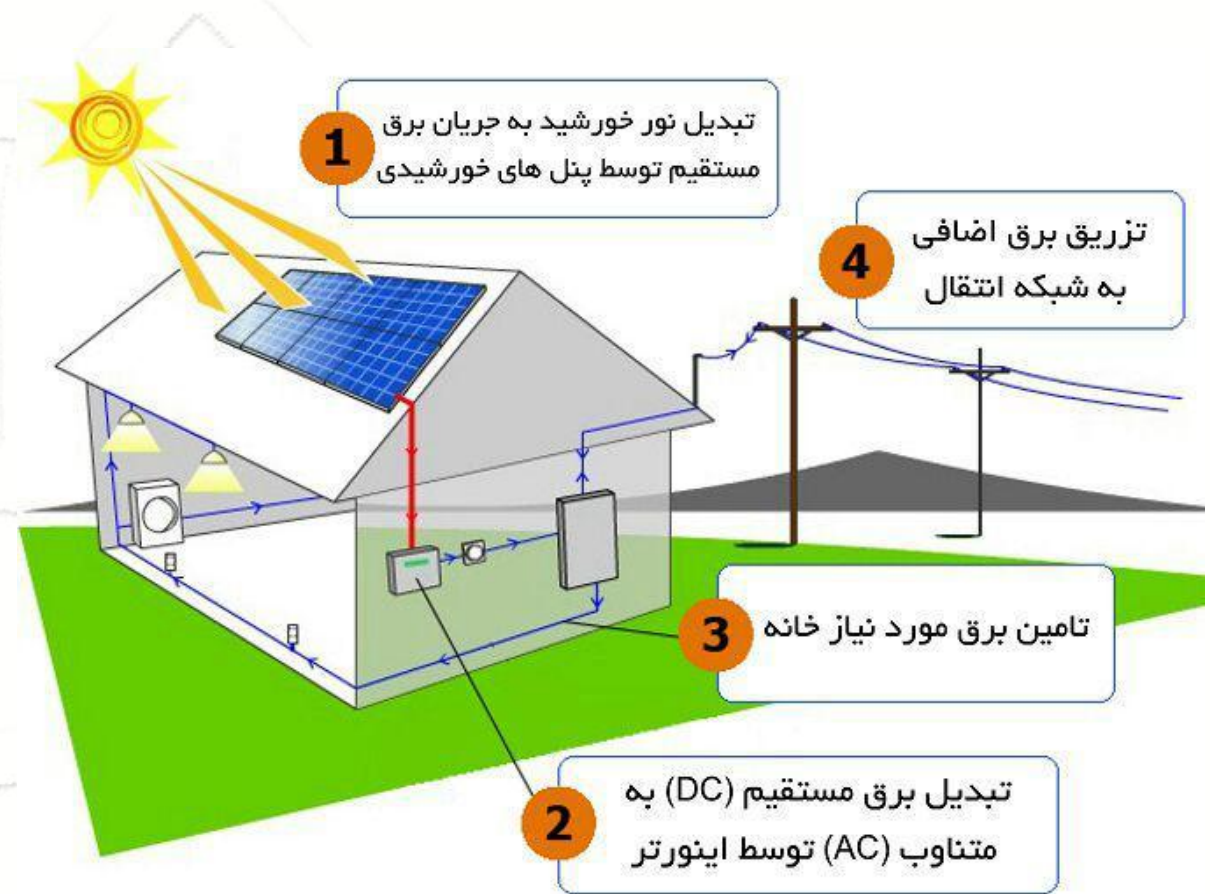 1
تبدیل نور خورشید به جریان برق
مستقیم توسط پنل های خورشیدی
4
تزریق برق اضافی
به شبکه انتقال
3
تامین برق مورد نیاز خانه
2
تبدیل برق مستقیم (DC) به
متناوب (AC) توسط اینورتر